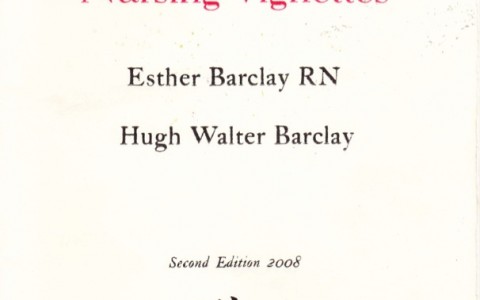 Nursing Vignettes
Esther Barclay RN
Hugh Walter Barclay
Second Edition 2008